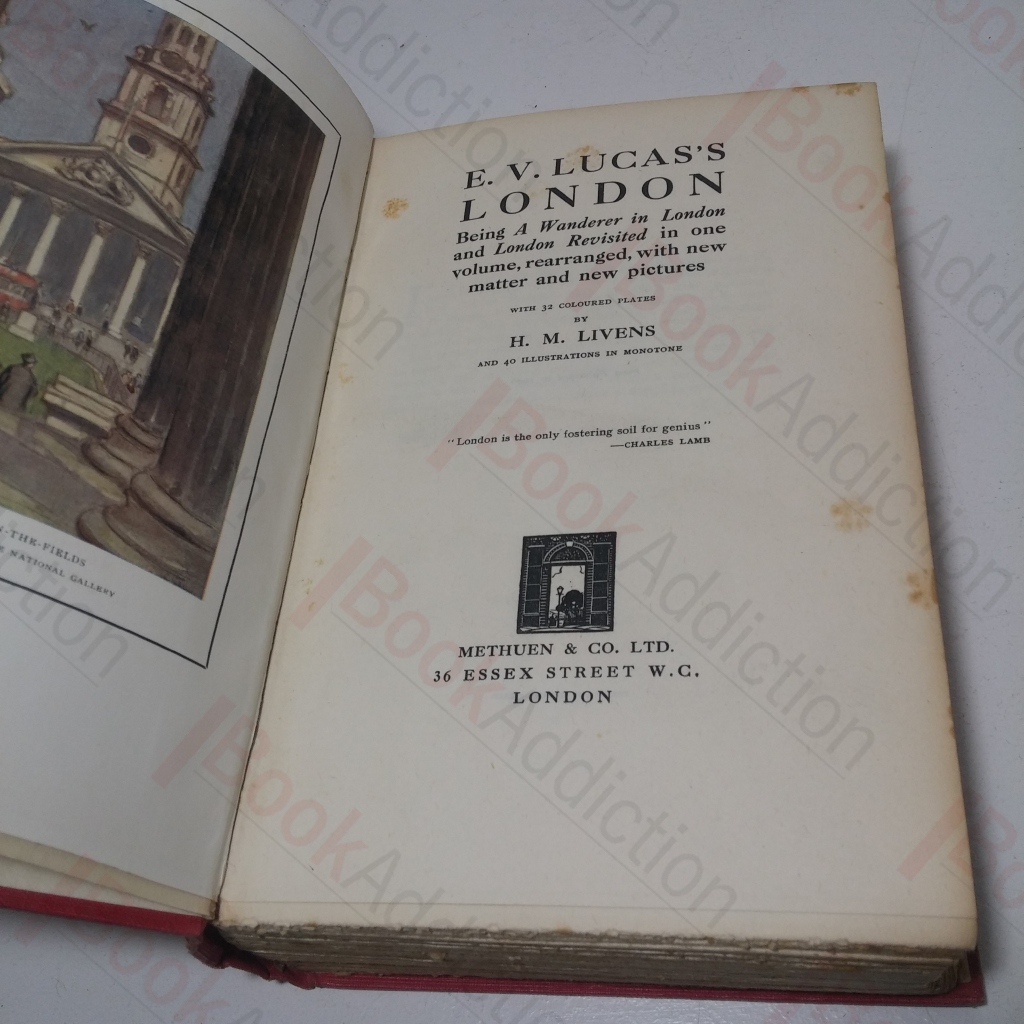 -THE-FIELDS
NATIONAL GALLERY
E. V. LUCAS'S
LONDON
Being A Wanderer in London
and London Revisited in one
volume, rearranged, with new
matter and new pictures
WITH 32 COLOURED PLATES
BY
H. M. LIVENS
AND 40 ILLUSTRATIONS IN MONOTONE
"London is the only fostering soil for genius"
—CHARLES LAMB
METHUEN & CO. LTD.
36 ESSEX STREET W.C.
LONDON
BookAddiction